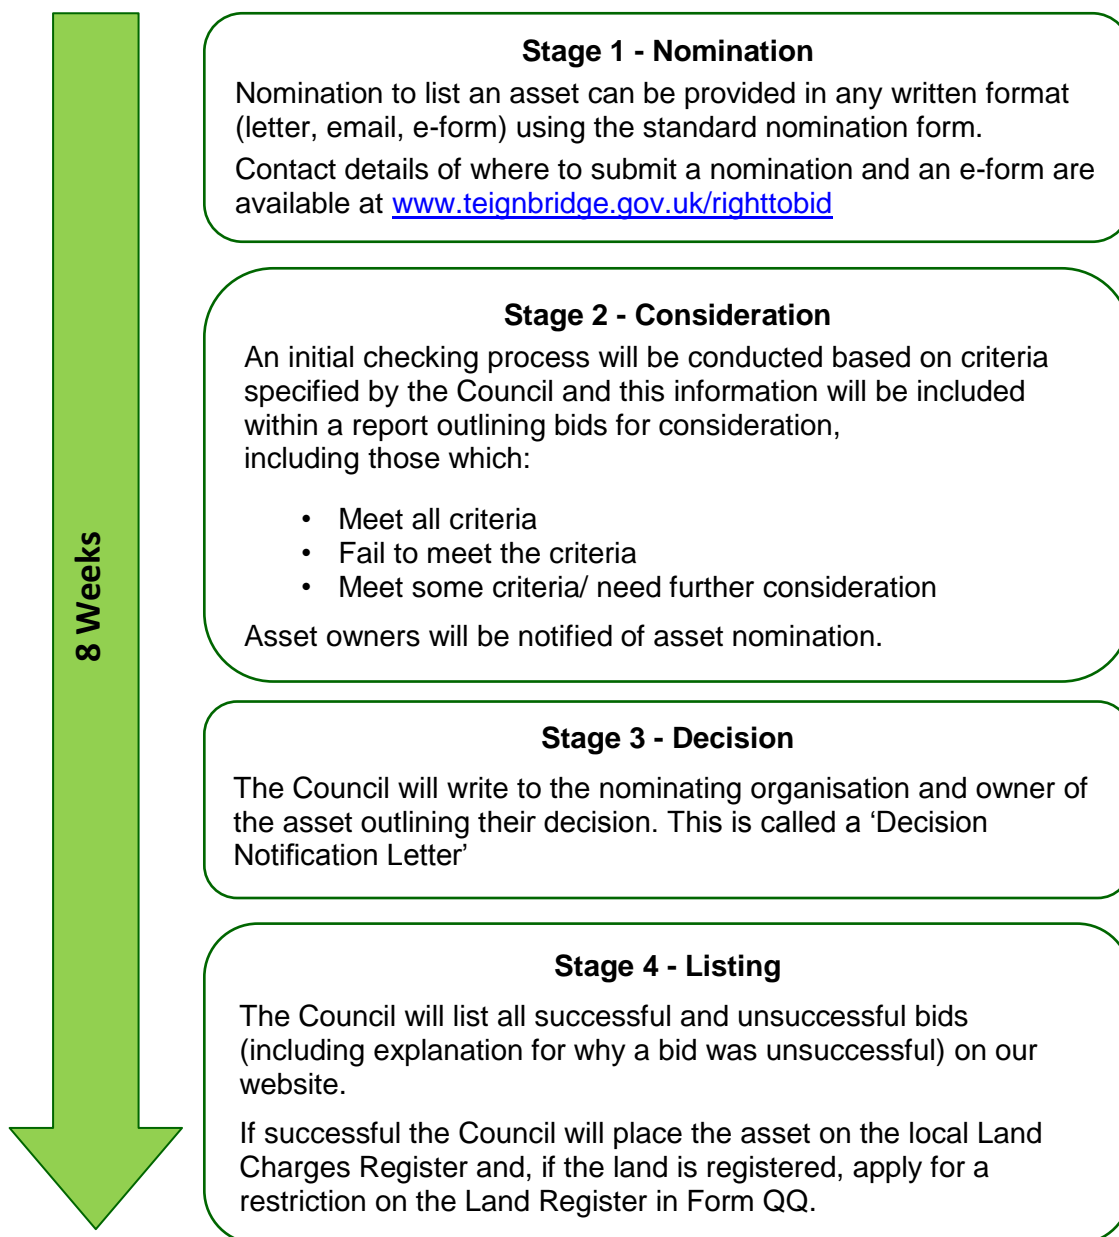 8 Weeks
Stage 1 - Nomination
Nomination to list an asset can be provided in any written format
(letter, email, e-form) using the standard nomination form.
Contact details of where to submit a nomination and an e-form are
available at www.teignbridge.gov.uk/righttobid
Stage 2 - Consideration
An initial checking process will be conducted based on criteria
specified by the Council and this information will be included
within a report outlining bids for consideration,
including those which:
• Meet all criteria
• Fail to meet the criteria
• Meet some criteria/ need further consideration
Asset owners will be notified of asset nomination.
Stage 3 - Decision
The Council will write to the nominating organisation and owner of
the asset outlining their decision. This is called a ‘Decision
Notification Letter’
Stage 4 - Listing
The Council will list all successful and unsuccessful bids
(including explanation for why a bid was unsuccessful) on our
website.
If successful the Council will place the asset on the local Land
Charges Register and, if the land is registered, apply for a
restriction on the Land Register in Form QQ.